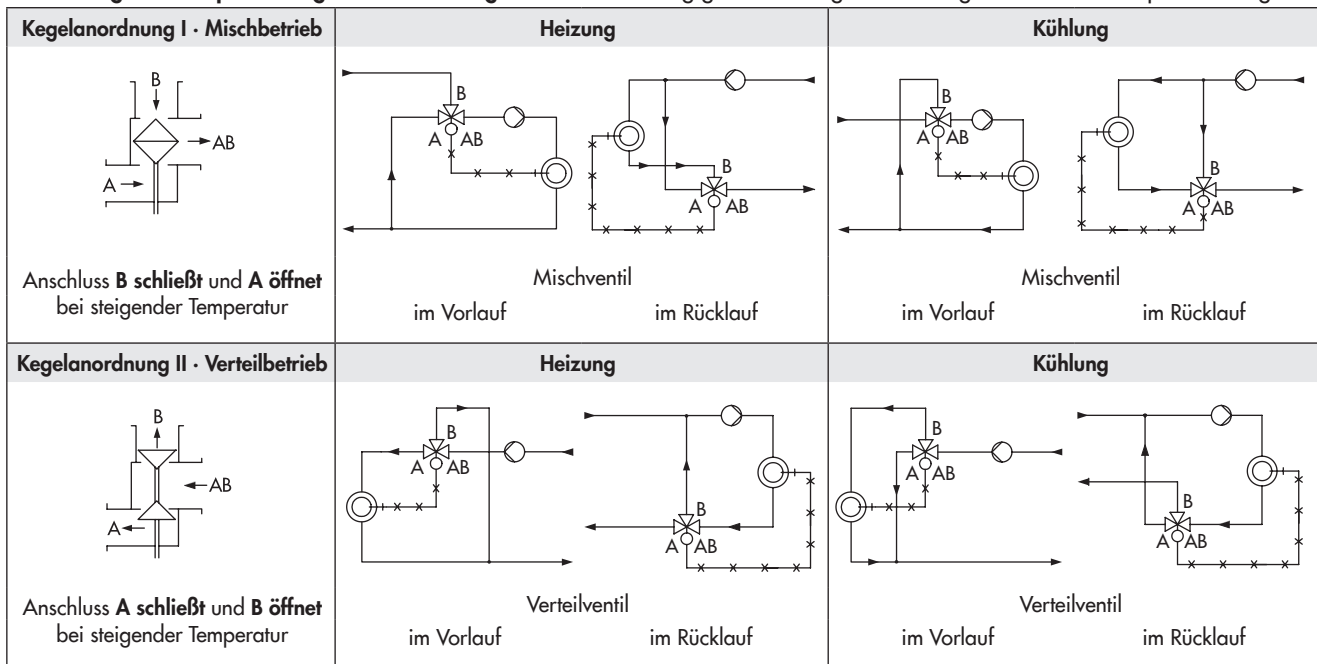 Kegelanordnung I · Mischbetrieb
Heizung
Kühlung
B
AB
A
B
A AB
B
A AB
B
A AB
B
A AB
Anschluss B schließt und A öffnet
bei steigender Temperatur
Mischventil
im Vorlauf im Rücklauf
Mischventil
im Vorlauf im Rücklauf
Kegelanordnung II · Verteilbetrieb
Heizung
Kühlung
B
AB
A
B
A AB
B
A AB
B
A AB
B
A AB
Anschluss A schließt und B öffnet
bei steigender Temperatur
Verteilventil
im Vorlauf im Rücklauf
Verteilventil
im Vorlauf im Rücklauf